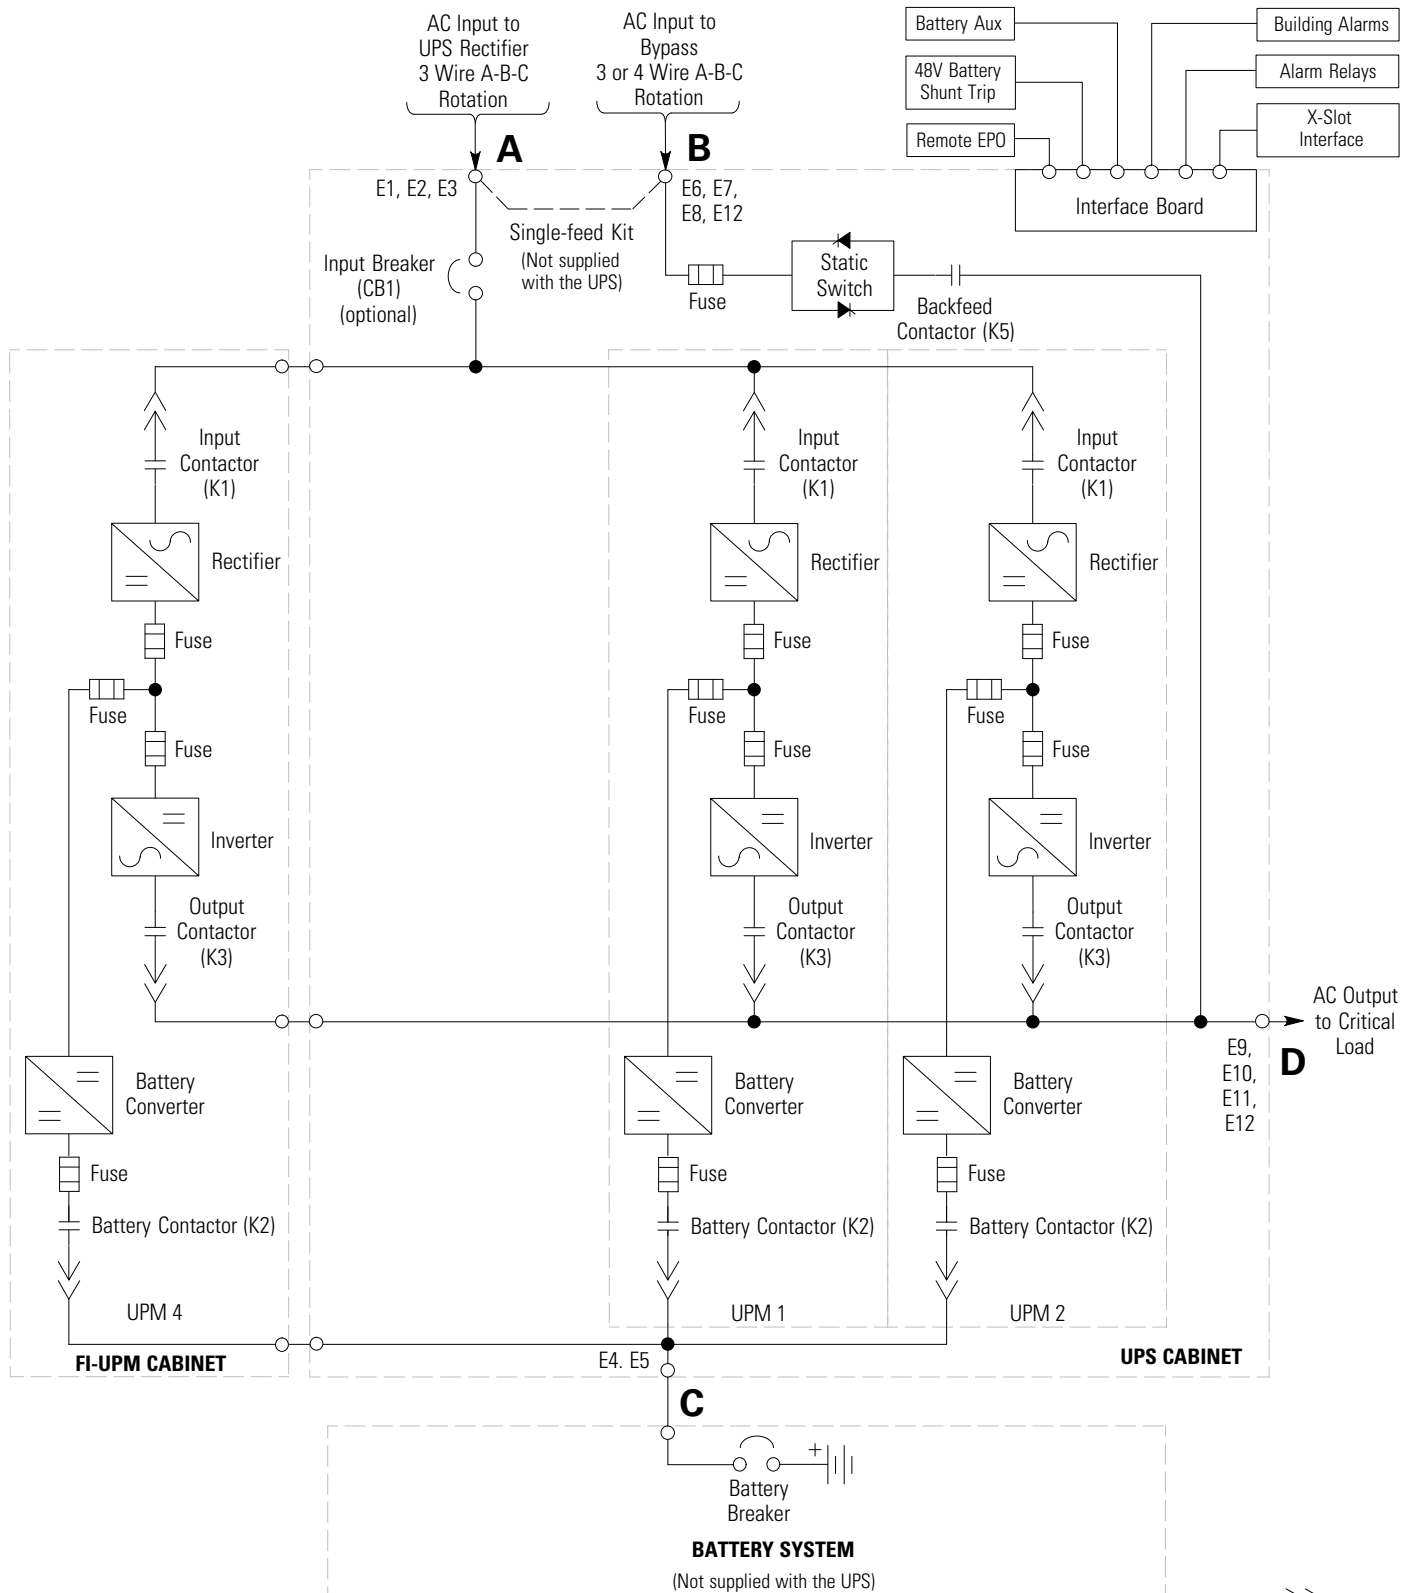 AC Input to
UPS Rectifier
3 Wire A-B-C
Rotation
AC Input to
Bypass
3 or 4 Wire A-B-C
Rotation
Battery Aux
48V Battery
Shunt Trip
Remote EPO
Building Alarms
Alarm Relays
X-Slot
Interface
Interface Board
A
B
E1, E2, E3
E6, E7,
E8, E12
Single-feed Kit
(Not supplied
with the UPS)
Input Breaker
(CB1)
(optional)
Fuse
Static
Switch
Backfeed
Contactor (K5)
Input
Contactor
(K1)
Rectifier
Fuse
Fuse
Fuse
Inverter
Output
Contactor
(K3)
Battery
Converter
Fuse
Battery Contactor (K2)
UPM 4
FI-UPM CABINET
Input
Contactor
(K1)
Rectifier
Fuse
Fuse
Fuse
Inverter
Output
Contactor
(K3)
Battery
Converter
Fuse
Battery Contactor (K2)
UPM 1
Input
Contactor
(K1)
Rectifier
Fuse
Fuse
Fuse
Inverter
Output
Contactor
(K3)
Battery
Converter
Fuse
Battery Contactor (K2)
UPM 2
AC Output
to Critical
Load
D
E9,
E10,
E11,
E12
UPS CABINET
E4. E5
C
+
Battery
Breaker
BATTERY SYSTEM
(Not supplied with the UPS)